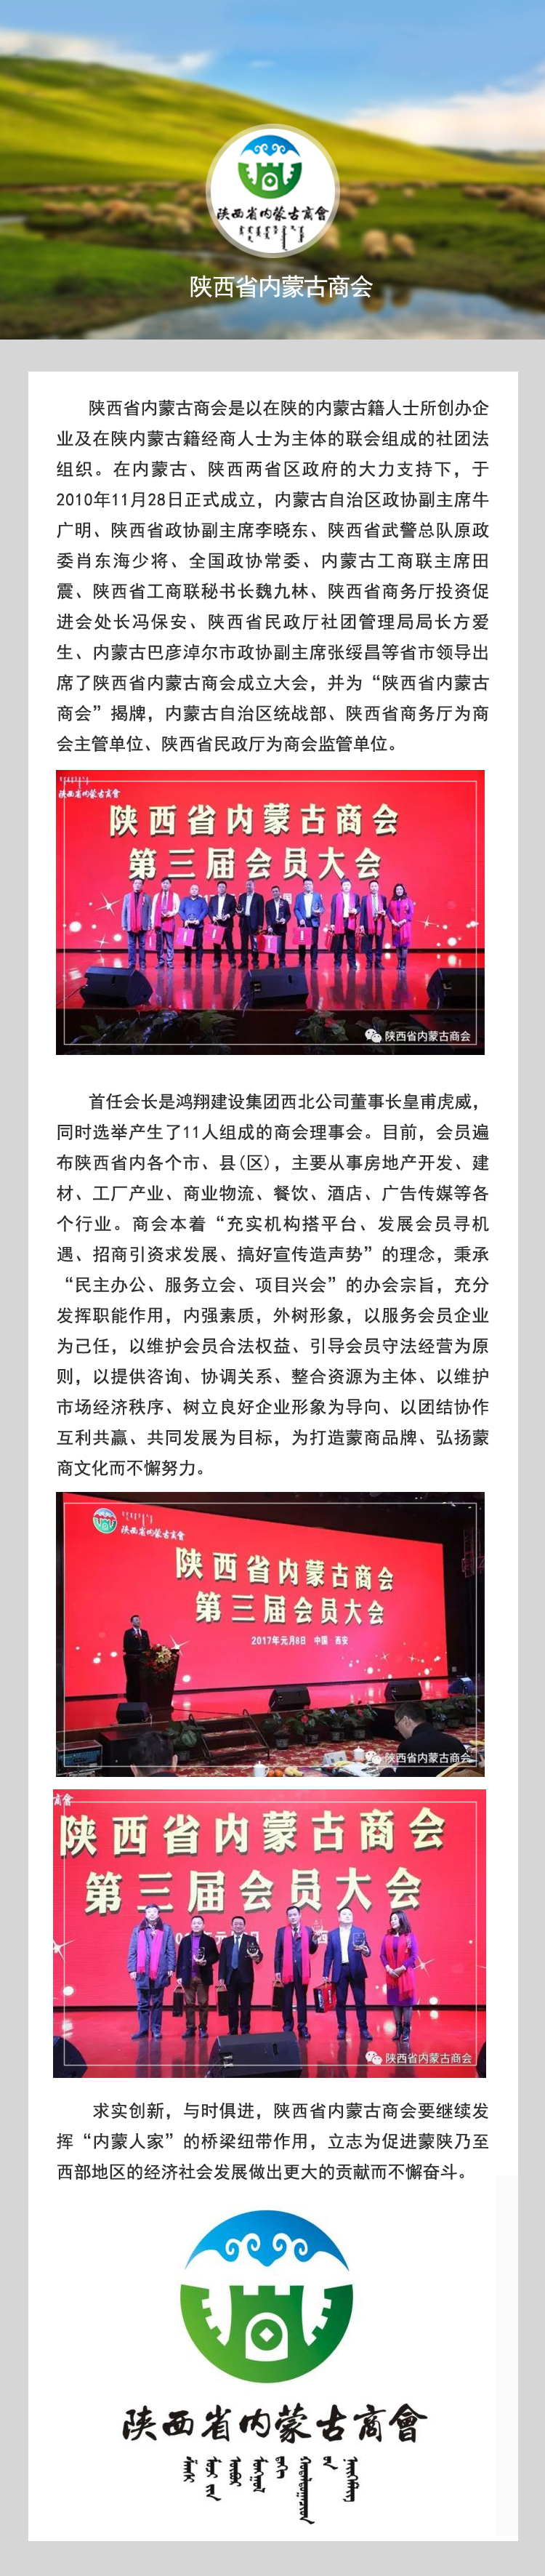 陕西省内蒙古商會
陕西省内蒙古商会
陕西省内蒙古商会是以在陕的内蒙古籍人士所创办企
业及在陕内蒙古籍经商人士为主体的联会组成的社团法
组织。在内蒙古、陕西两省区政府的大力支持下，于
2010年11月28日正式成立，内蒙古自治区政协副主席牛
广明、陕西省政协副主席李晓东、陕西省武警总队原政
委肖东海少将、全国政协常委、内蒙古工商联主席田
震、陕西省工商联秘书长魏九林、陕西省商务厅投资促
进会处长冯保安、陕西省民政厅社团管理局局长方爱
生、内蒙古巴彦淖尔市政协副主席张绥昌等省市领导出
席了陕西省内蒙古商会成立大会，并为“陕西省内蒙古
商会”揭牌，内蒙古自治区统战部、陕西省商务厅为商
会主管单位、陕西省民政厅为商会监管单位。
陕西省内蒙古商會
陕西省内蒙古商会
第三届会员大会
陕西省内蒙古商会
首任会长是鸿翔建设集团西北公司董事长皇甫虎威，
同时选举产生了11人组成的商会理事会。目前，会员遍
布陕西省内各个市、县(区)，主要从事房地产开发、建
材、工厂产业、商业物流、餐饮、酒店、广告传媒等各
个行业。商会本着“充实机构搭平台、发展会员寻机
遇、招商引资求发展、搞好宣传造声势”的理念，秉承
“民主办公、服务立会、项目兴会”的办会宗旨，充分
发挥职能作用，内强素质，外树形象，以服务会员企业
为己任，以维护会员合法权益、引导会员守法经营为原
则，以提供咨询、协调关系、整合资源为主体、以维护
市场经济秩序、树立良好企业形象为导向、以团结协作
互利共赢、共同发展为目标，为打造蒙商品牌、弘扬蒙
商文化而不懈努力。
陕西省内蒙古商會
陕西省内蒙古商会
第三届会员大会
2017年元月8日 中国 西安
陕西省内蒙古商会
商會
陕西省内蒙古商会
第三届会员大会
陕西省内蒙古商会
求实创新，与时俱进，陕西省内蒙古商会要继续发
挥“内蒙人家”的桥梁纽带作用，立志为促进蒙陕乃至
西部地区的经济社会发展做出更大的贡献而不懈奋斗。
陕西省内蒙古商會